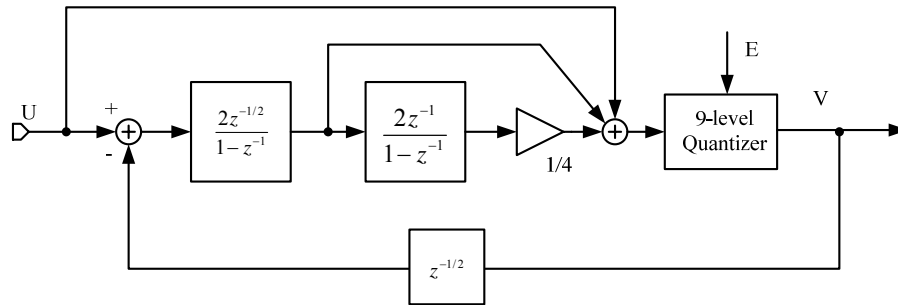 U
+
-
2z^{-1/2}
1 - z^{-1}
2z^{-1}
1 - z^{-1}
1/4
E
9-level
Quantizer
V
z^{-1/2}